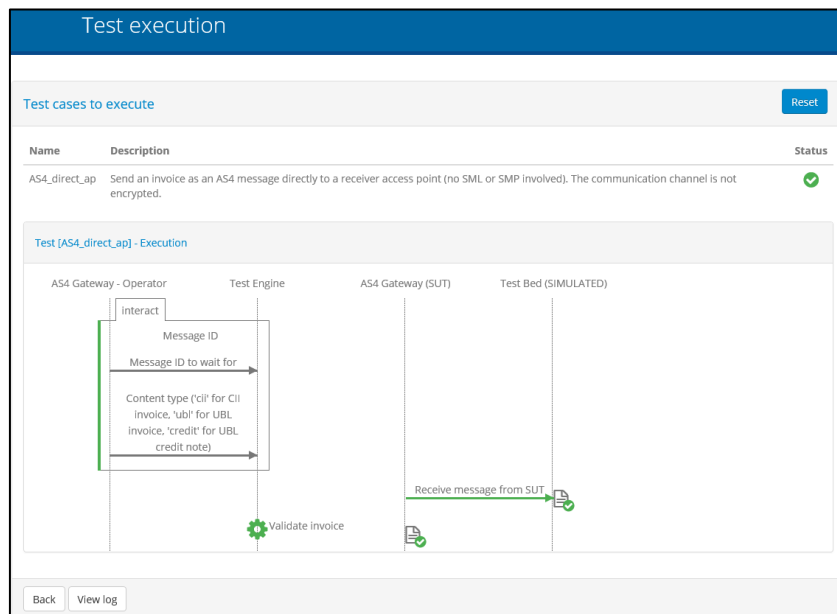 Test execution
Test cases to execute
Reset
Name Description Status
AS4_direct_ap Send an invoice as an AS4 message directly to a receiver access point (no SML or SMP involved). The communication channel is not
encrypted.
Test [AS4_direct_ap] - Execution
AS4 Gateway - Operator Test Engine AS4 Gateway (SUT) Test Bed (SIMULATED)
interact
Message ID
Message ID to wait for
Content type ('cii' for CII
invoice, 'ubl' for UBL
invoice, 'credit' for UBL
credit note)
Receive message from SUT
Validate invoice
Back View log